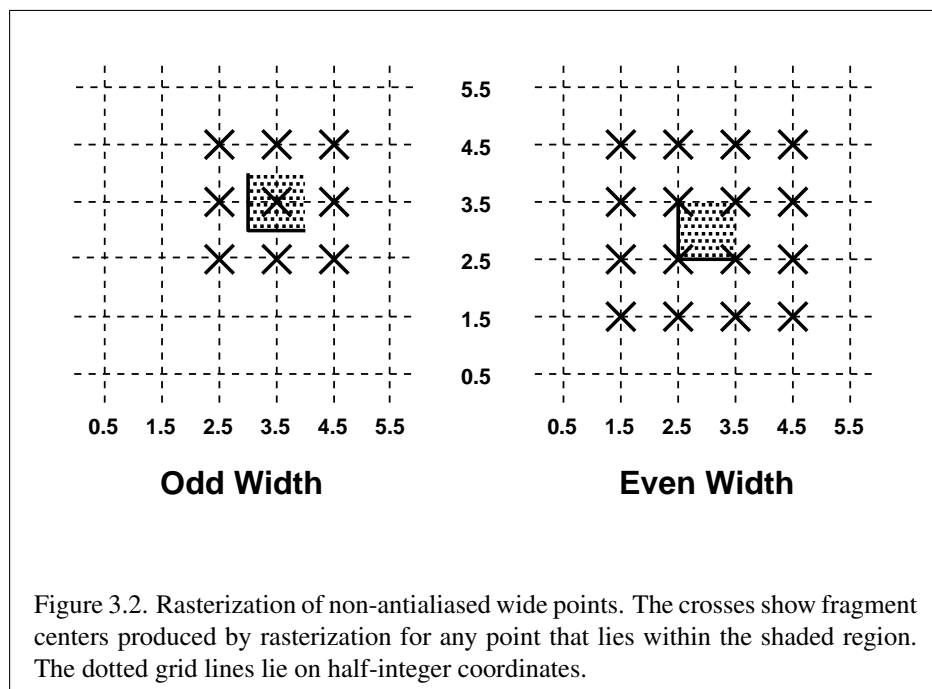 5.5
4.5
3.5
2.5
1.5
0.5
0.5 1.5 2.5 3.5 4.5 5.5
0.5 1.5 2.5 3.5 4.5 5.5
Odd Width
Even Width
Figure 3.2. Rasterization of non-antialiased wide points. The crosses show fragment
centers produced by rasterization for any point that lies within the shaded region.
The dotted grid lines lie on half-integer coordinates.